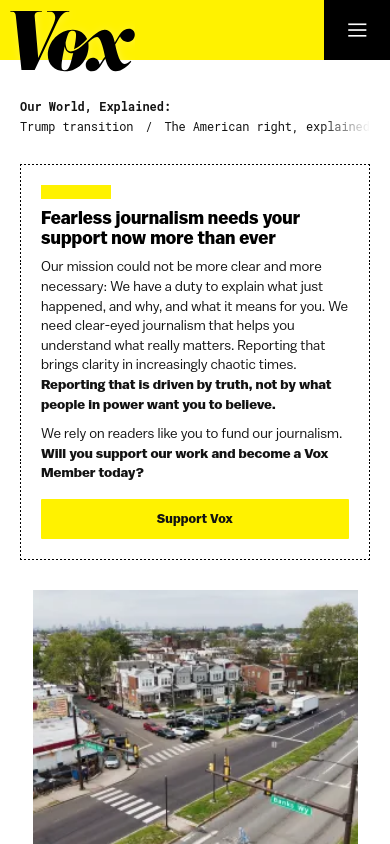 Vox
Our World, Explained:
Trump transition / The American right, explained
Fearless journalism needs your
support now more than ever
Our mission could not be more clear and more
necessary: We have a duty to explain what just
happened, and why, and what it means for you. We
need clear-eyed journalism that helps you
understand what really matters. Reporting that
brings clarity in increasingly chaotic times.
Reporting that is driven by truth, not by what
people in power want you to believe.
We rely on readers like you to fund our journalism.
Will you support our work and become a Vox
Member today?
Support Vox
Banks Wy